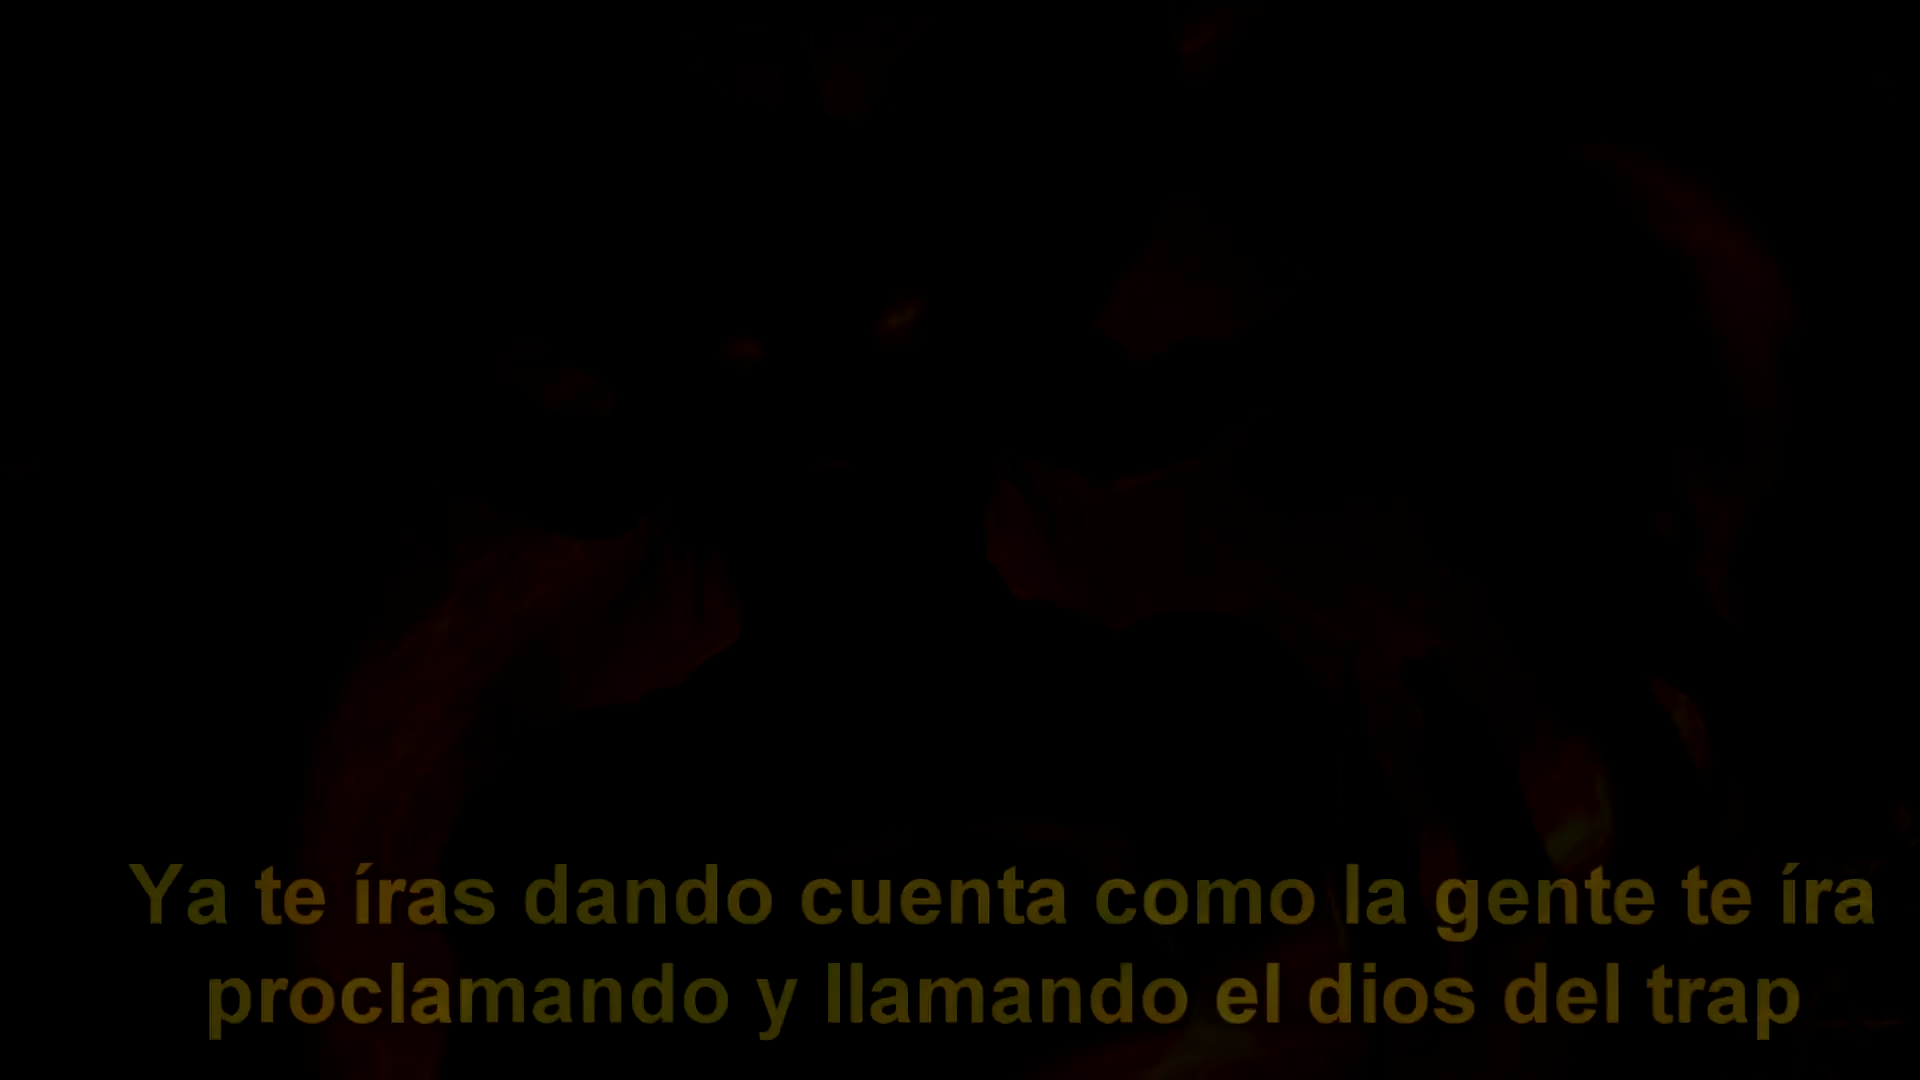 Ya te íras dando cuenta como la gente te íra
proclamando y llamando el dios del trap